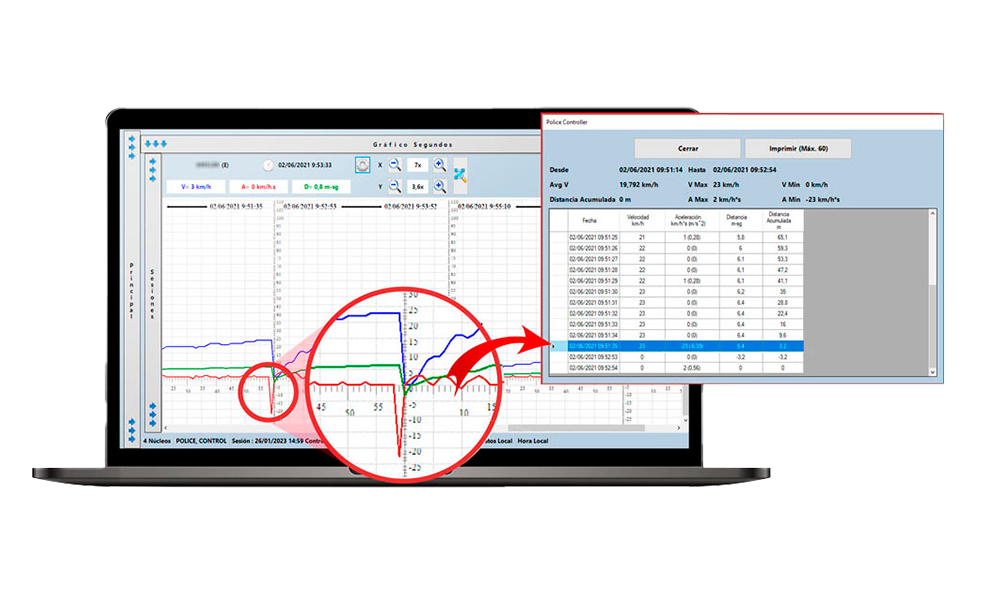 Gráfico Segundos
(E) 02/06/2021 9:53:33 X 7x
V= 3 km/h A= 0 km/h.s D= 0,8 m-sg Y 3,6x
02/06/2021 9:51:35 02/06/2021 9:52:53 02/06/2021 9:53:52 02/06/2021 9:55:10
Principal
Sesiones
30
25
20
15
10
5
-5
-10
-15
-20
-25
45 50 55 10 15
4 Núcleos POLICE, CONTROL Sesión : 26/01/2023 14:59 Contro
Local Hora Local
Police Controller
Cerrar Imprimir (Máx. 60)
Desde 02/06/2021 09:51:14 Hasta 02/06/2021 09:52:54
Avg V 19,792 km/h V Max 23 km/h V Min 0 km/h
Distancia Acumulada 0 m A Max 2 km/h*s A Min -23 km/h*s
Fecha Velocidad km/h Aceleración km/h*s (m/s^2) Distancia m-sg Distancia Acumulada m
02/06/2021 09:51:25 21 1 (0,28) 5,8 65,1
02/06/2021 09:51:26 22 0 (0) 6 59,3
02/06/2021 09:51:27 22 0 (0) 6,1 53,3
02/06/2021 09:51:28 22 0 (0) 6,1 47,2
02/06/2021 09:51:29 22 1 (0,28) 6,1 41,1
02/06/2021 09:51:30 23 0 (0) 6,2 35
02/06/2021 09:51:31 23 0 (0) 6,4 28,8
02/06/2021 09:51:32 23 0 (0) 6,4 22,4
02/06/2021 09:51:33 23 0 (0) 6,4 16
02/06/2021 09:51:34 23 0 (0) 6,4 9,6
02/06/2021 09:51:35 23 -23 (-6,39) 6,4 3,2
02/06/2021 09:52:53 0 0 (0) -3,2 -3,2
02/06/2021 09:52:54 0 2 (0,56) 0 0